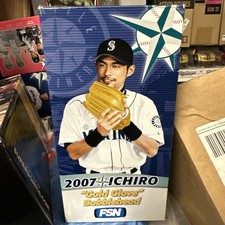 S
2007 ICHIRO
"Gold Glove"
Bobblehead
FSN